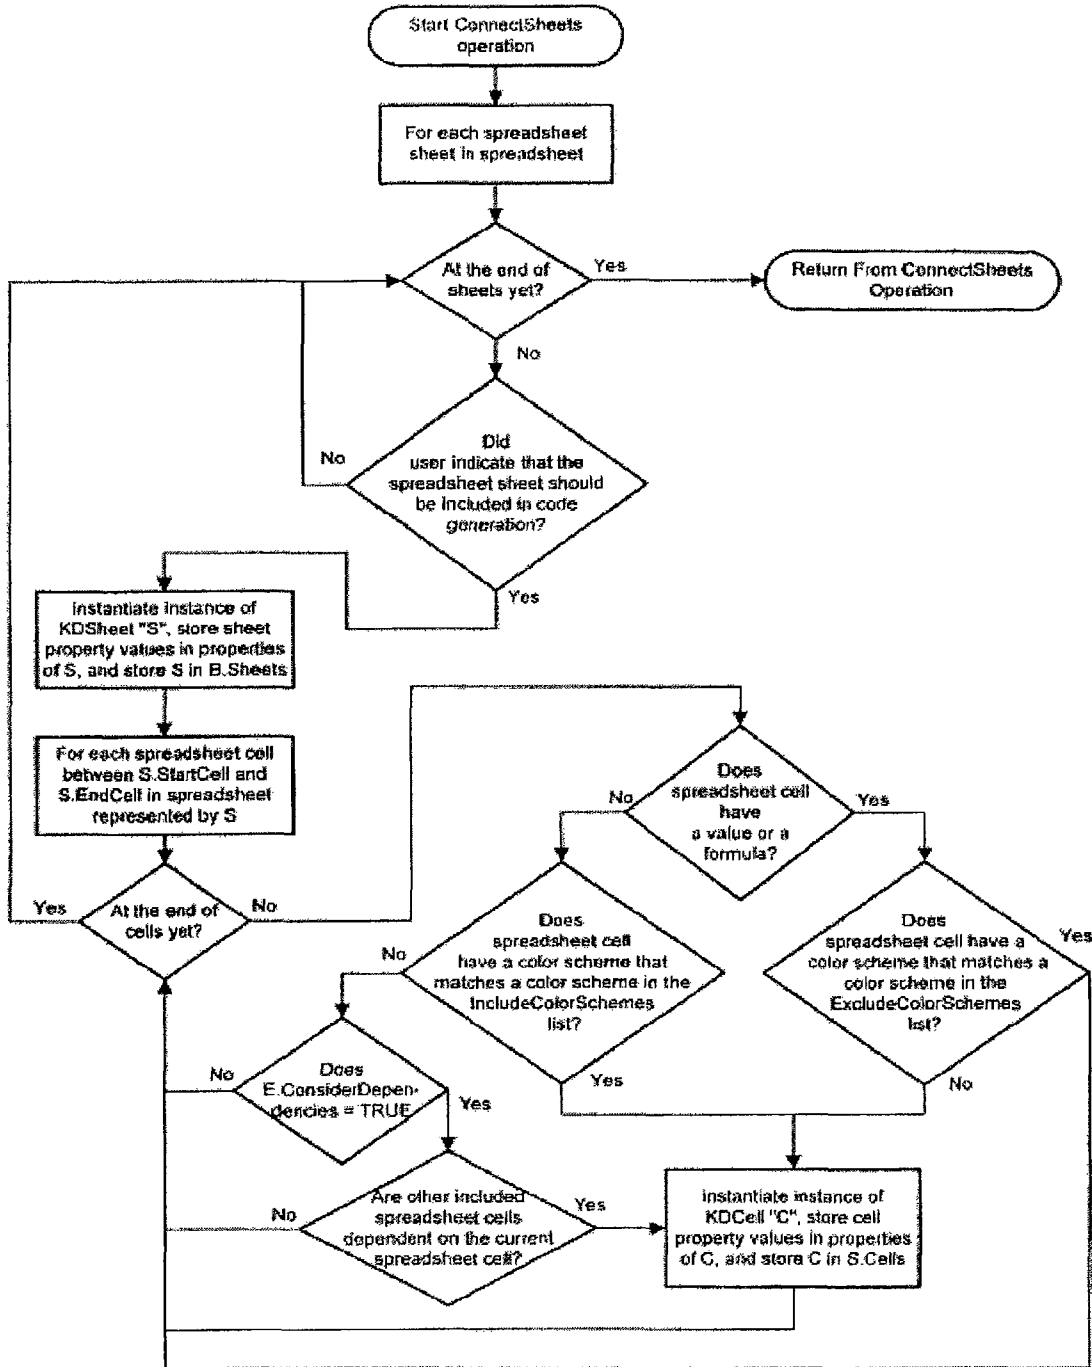 Start ConnectSheets
operation
For each spreadsheet
sheet in spreadsheet
At the end of
sheets yet?
Yes
Return From ConnectSheets
Operation
No
Did
user indicate that the
spreadsheet sheet should
be included in code
generation?
No
Yes
Instantiate instance of
KDSheet "S", store sheet
property values in properties
of S, and store S in B.Sheets
For each spreadsheet cell
between S.StartCell and
S.EndCell in spreadsheet
represented by S
At the end of
cells yet?
Yes
No
Does
spreadsheet cell
have
a value or a
formula?
No
Yes
Does
spreadsheet cell
have a color scheme that
matches a color scheme in the
IncludeColorSchemes
list?
No
Yes
Does
spreadsheet cell have a
color scheme that matches a
color scheme in the
ExcludeColorSchemes
list?
Yes
No
Does
E.ConsiderDepen-
dencies = TRUE
No
Yes
Are other included
spreadsheet cells
dependent on the current
spreadsheet cell?
No
Yes
Instantiate instance of
KDCell "C", store cell
property values in properties
of C, and store C in S.Cells